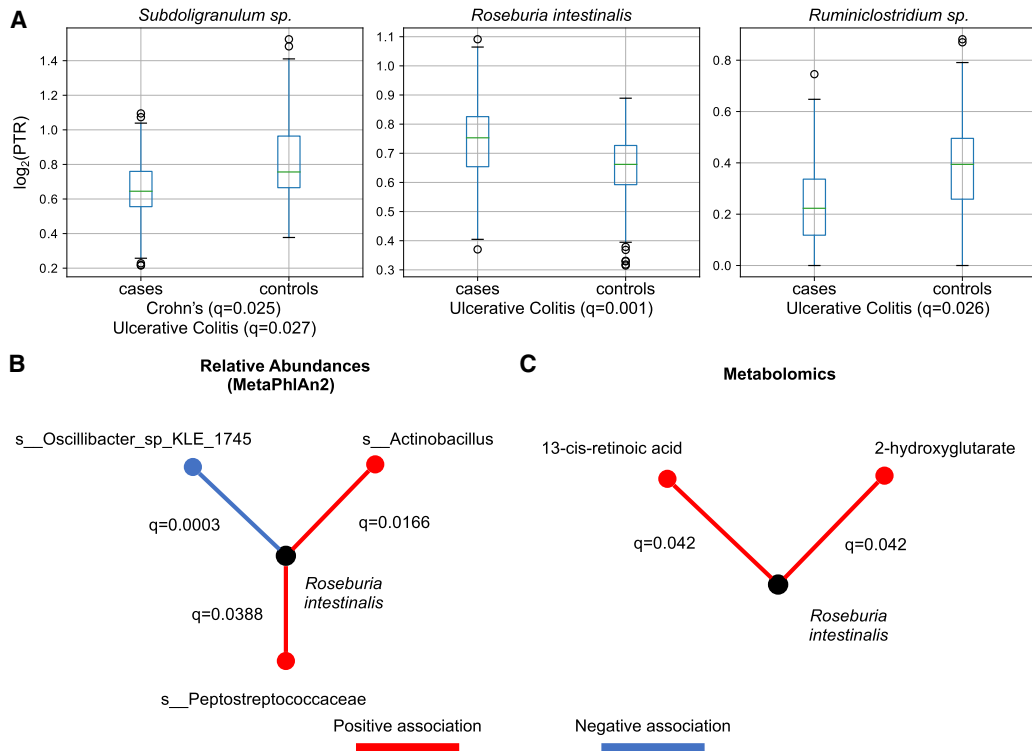 A
Subdoligranulum sp.
Roseburia intestinalis
Ruminiclostridium sp.
log2(PTR)
1.4
1.2
1.0
0.8
0.6
0.4
0.2
1.1
1.0
0.9
0.8
0.7
0.6
0.5
0.4
0.3
0.8
0.6
0.4
0.2
0.0
cases controls
cases controls
cases controls
Crohn's (q=0.025)
Ulcerative Colitis (q=0.027)
Ulcerative Colitis (q=0.001)
Ulcerative Colitis (q=0.026)
B
Relative Abundances
(MetaPhlAn2)
s__Oscillibacter_sp_KLE_1745
s__Actinobacillus
q=0.0003
q=0.0166
Roseburia
intestinalis
q=0.0388
s__Peptostreptococcaceae
C
Metabolomics
13-cis-retinoic acid
2-hydroxyglutarate
q=0.042
q=0.042
Roseburia
intestinalis
Positive association
Negative association